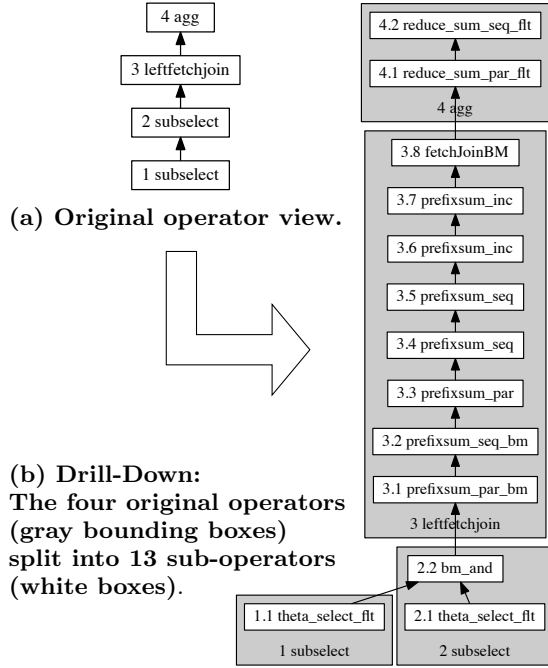 4 agg
3 leftfetchjoin
2 subselect
1 subselect
(a) Original operator view.
4.2 reduce_sum_seq_flt
4.1 reduce_sum_par_flt
4 agg
3.8 fetchJoinBM
3.7 prefixsum_inc
3.6 prefixsum_inc
3.5 prefixsum_seq
3.4 prefixsum_seq
3.3 prefixsum_par
3.2 prefixsum_seq_bm
3.1 prefixsum_par_bm
3 leftfetchjoin
(b) Drill-Down:
The four original operators
(gray bounding boxes)
split into 13 sub-operators
(white boxes).
2.2 bm_and
1.1 theta_select_flt
2.1 theta_select_flt
1 subselect
2 subselect